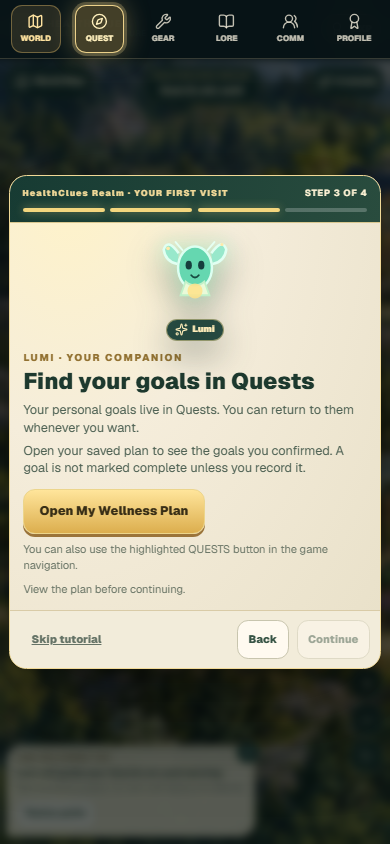 WORLD
QUEST
GEAR
LORE
COMM
PROFILE
HealthClues Realm · YOUR FIRST VISIT
STEP 3 OF 4
Lumi
LUMI · YOUR COMPANION
Find your goals in Quests
Your personal goals live in Quests. You can return to them
whenever you want.
Open your saved plan to see the goals you confirmed. A
goal is not marked complete unless you record it.
Open My Wellness Plan
You can also use the highlighted QUESTS button in the game
navigation.
View the plan before continuing.
Skip tutorial
Back
Continue